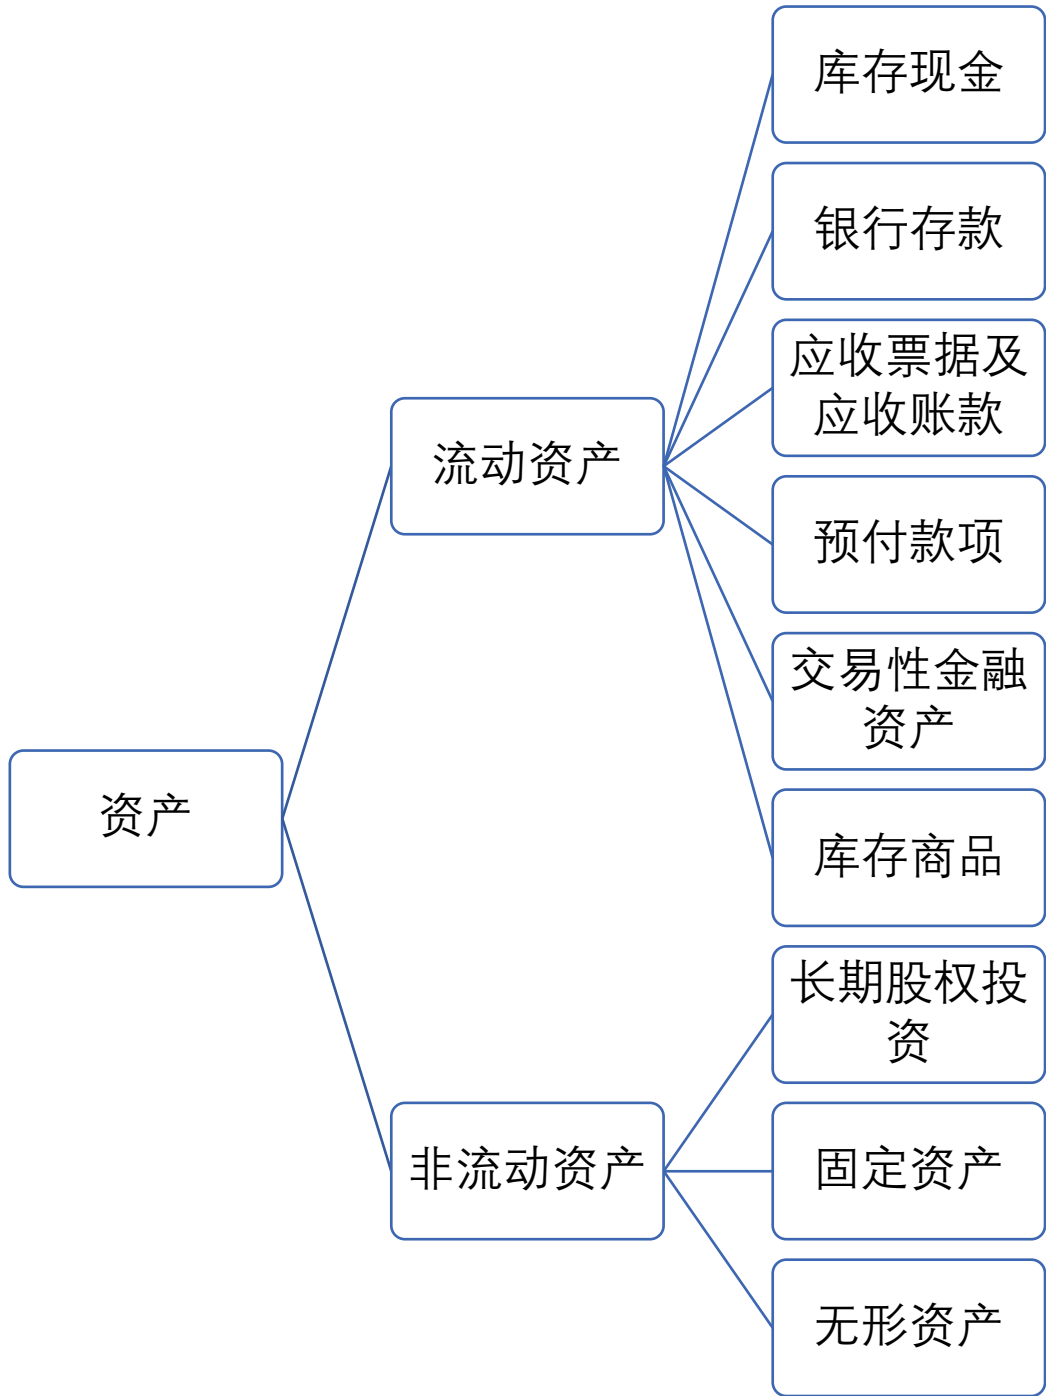 库存现金
银行存款
应收票据及
应收账款
流动资产
预付款项
交易性金融
资产
资产
库存商品
长期股权投
资
非流动资产
固定资产
无形资产